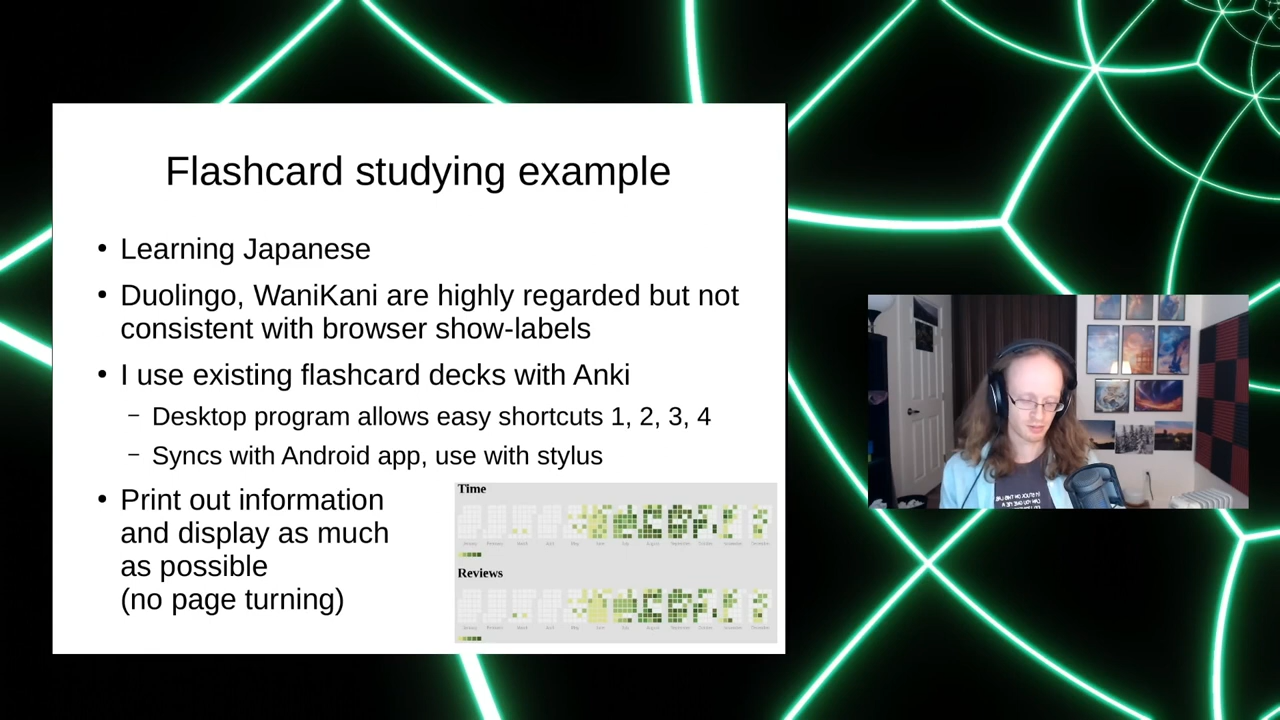 Flashcard studying example
• Learning Japanese
• Duolingo, WaniKani are highly regarded but not
consistent with browser show-labels
• I use existing flashcard decks with Anki
– Desktop program allows easy shortcuts 1, 2, 3, 4
– Syncs with Android app, use with stylus
• Print out information
and display as much
as possible
(no page turning)
Time
Reviews